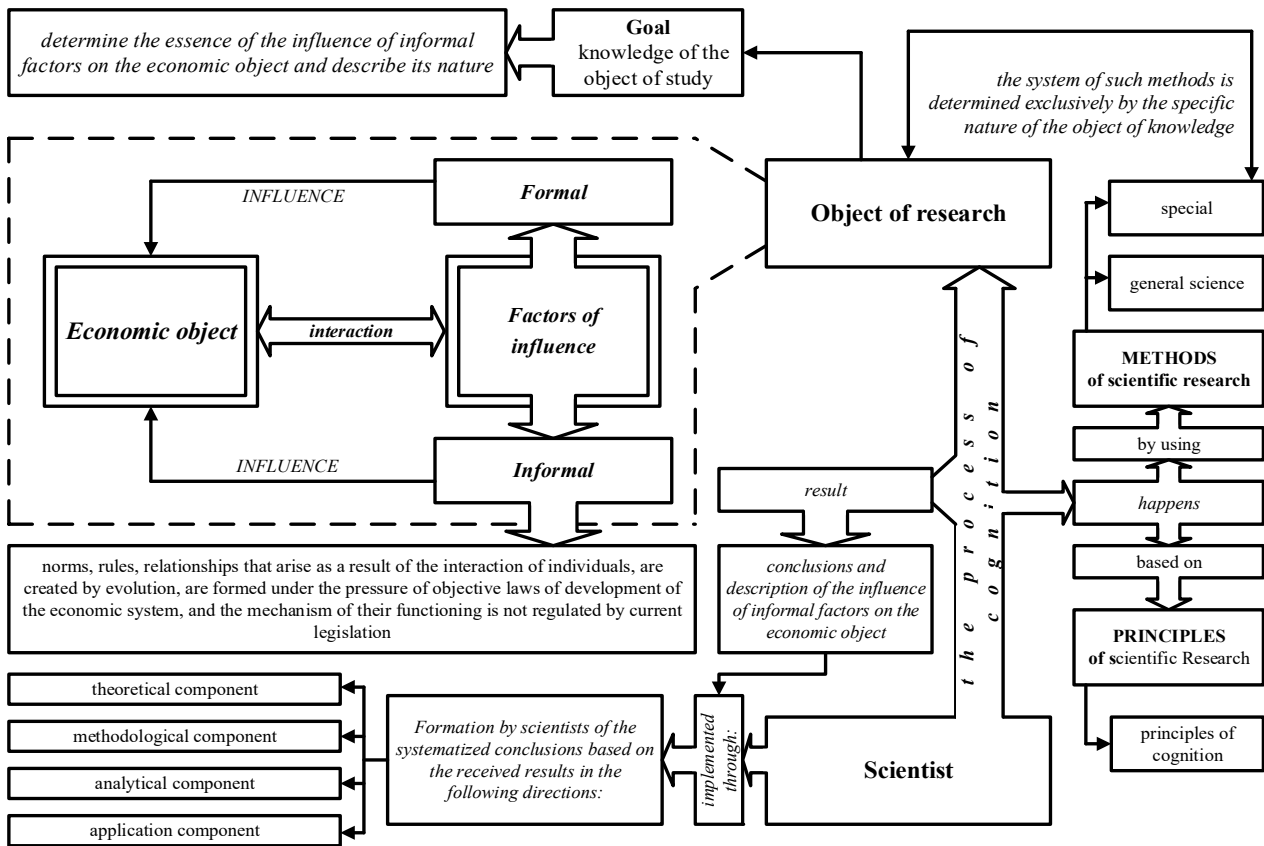 determine the essence of the influence of informal
factors on the economic object and describe its nature
Goal
knowledge of the
object of study
the system of such methods is
determined exclusively by the specific
nature of the object of knowledge
Formal
INFLUENCE
Object of research
special
general science
Economic object
interaction
Factors of
influence
METHODS
of scientific research
by using
INFLUENCE
Informal
result
happens
the process of
cognition
based on
norms, rules, relationships that arise as a result of the interaction of individuals, are
created by evolution, are formed under the pressure of objective laws of development of
the economic system, and the mechanism of their functioning is not regulated by current
legislation
conclusions and
description of the influence
of informal factors on the
economic object
PRINCIPLES
of scientific Research
principles of
cognition
theoretical component
methodological component
analytical component
application component
Formation by scientists of the
systematized conclusions based on
the received results in the
following directions:
implemented
through:
Scientist